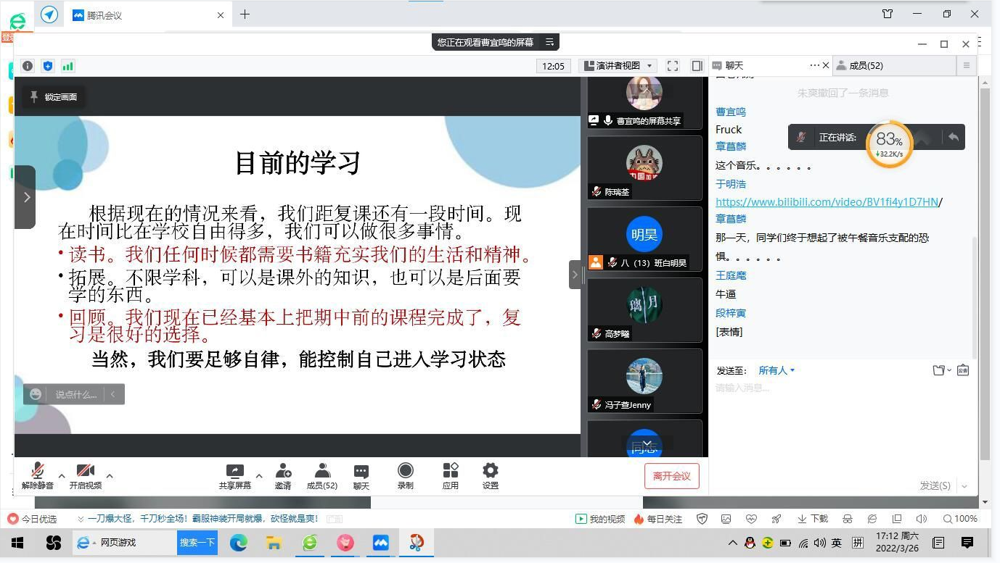 腾讯会议
登录
您正在观看曹宜鸣的屏幕
12:05
演讲者视图
聊天
成员(52)
锁定画面
目前的学习
根据现在的情况来看，我们距复课还有一段时间。现
在时间比在学校自由得多，我们可以做很多事情。
•读书。我们任何时候都需要书籍充实我们的生活和精神。
•拓展。不限学科，可以是课外的知识，也可以是后面要
学的东西。
•回顾。我们现在已经基本上把期中前的课程完成了，复
习是很好的选择。
当然，我们要足够自律，能控制自己进入学习状态
说点什么...
曹宜鸣的屏幕共享
中国加油
陈瑞荃
明昊
八（13）班白明昊
璃月
高梦曦
冯子萱Jenny
同志
朱爽撤回了一条消息
曹宜鸣
Fruck
正在讲话:
83%
32.2K/s
章菖麟
这个音乐。。。。。。
于明浩
https://www.bilibili.com/video/BV1fi4y1D7HN/
章菖麟
那一天，同学们终于想起了被午餐音乐支配的恐
惧。。。。。。
王庭麾
牛逼
段梓寅
[表情]
发送至: 所有人
公告
请输入消息...
发送(S)
解除静音
开启视频
共享屏幕
邀请
成员(52)
聊天
录制
应用
设置
离开会议
今日优选
一刀爆大怪，千刀秒全场！霸服神装开局就爆，砍怪就是爽！
广告
我的视频
每日关注
下载
100%
网页游戏
搜索一下
英
拼
17:12 周六
2022/3/26